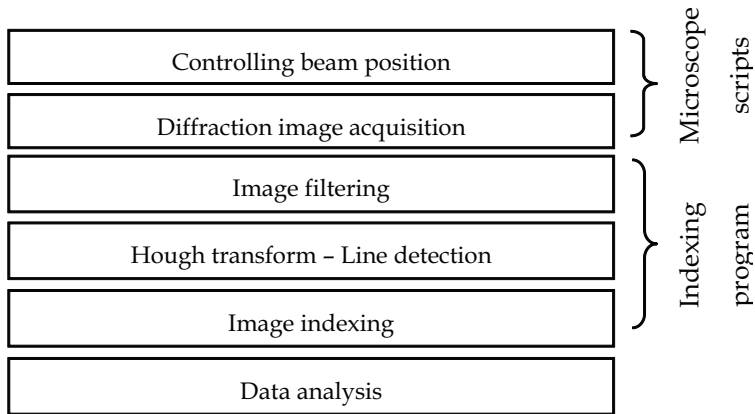 Controlling beam position
Diffraction image acquisition
Image filtering
Hough transform – Line detection
Image indexing
Data analysis
Microscope
scripts
Indexing
program